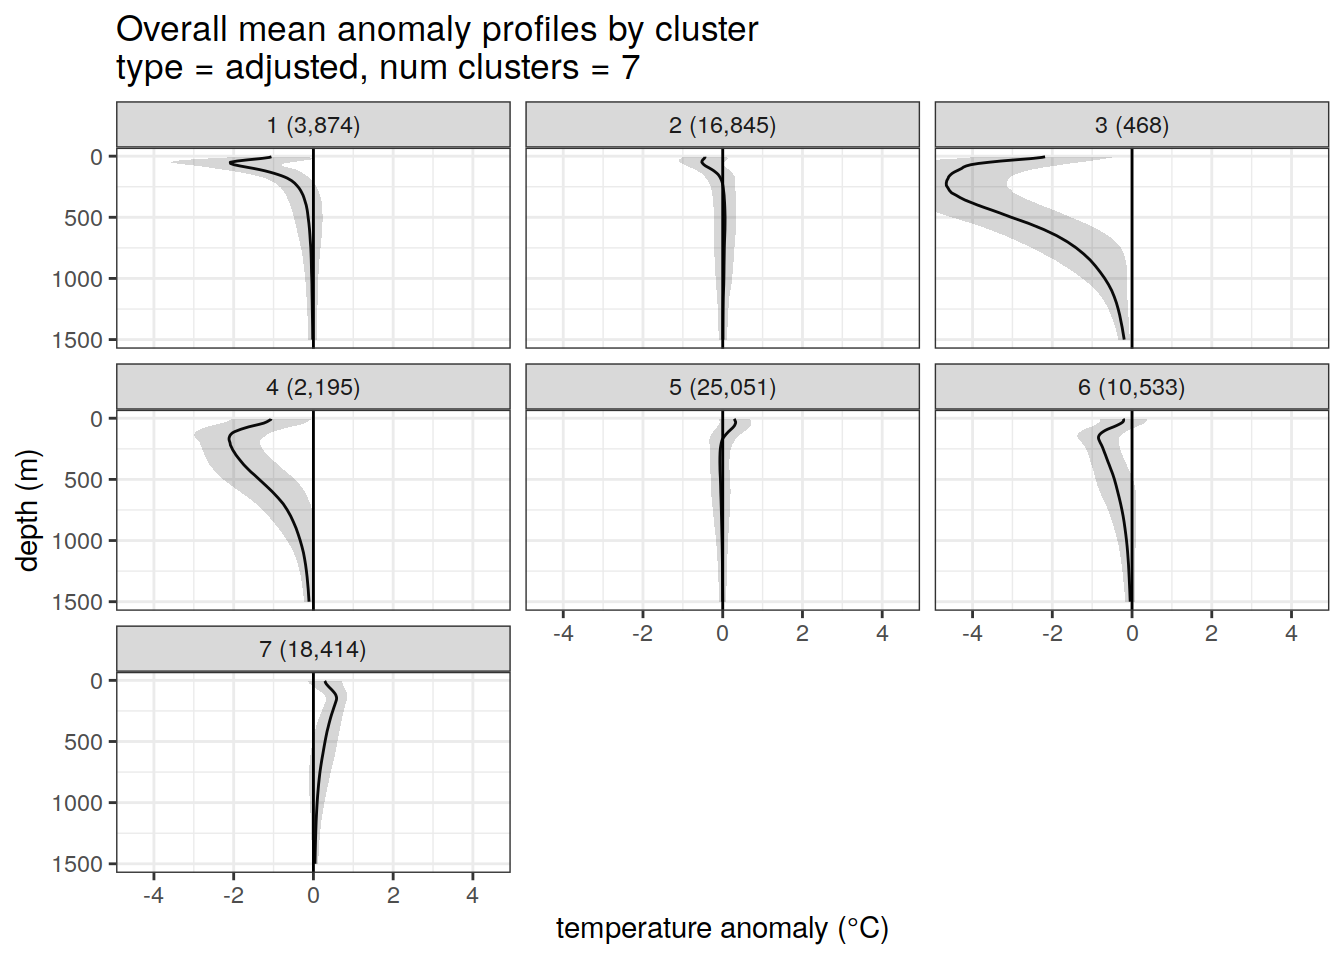 Overall mean anomaly profiles by cluster
type = adjusted, num clusters = 7
1 (3,874)
2 (16,845)
3 (468)
0
500
1000
1500
4 (2,195)
5 (25,051)
6 (10,533)
0
500
1000
1500
-4 -2 0 2 4
-4 -2 0 2 4
7 (18,414)
0
500
1000
1500
-4 -2 0 2 4
depth (m)
temperature anomaly (°C)